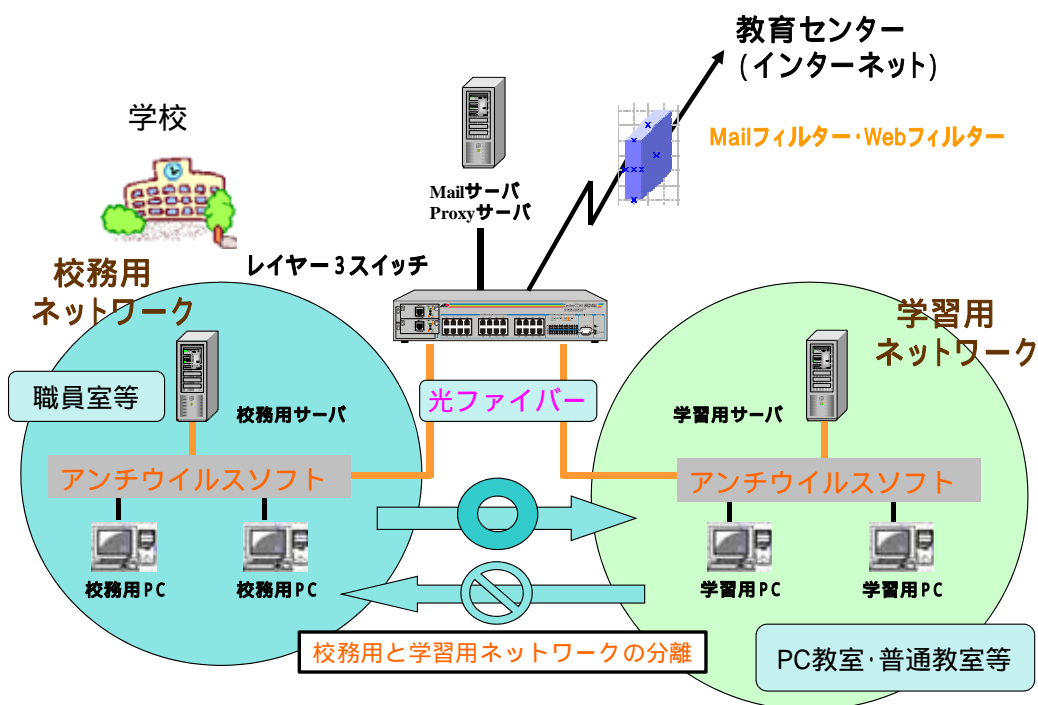 教育センター
(インターネット)
学校
Mailフィルター・Webフィルター
Mailサーバ
Proxyサーバ
校務用
ネットワーク
レイヤー3スイッチ
学習用
ネットワーク
職員室等
校務用サーバ
光ファイバー
学習用サーバ
アンチウイルスソフト
アンチウイルスソフト
校務用PC
校務用PC
学習用PC
学習用PC
校務用と学習用ネットワークの分離
PC教室・普通教室等